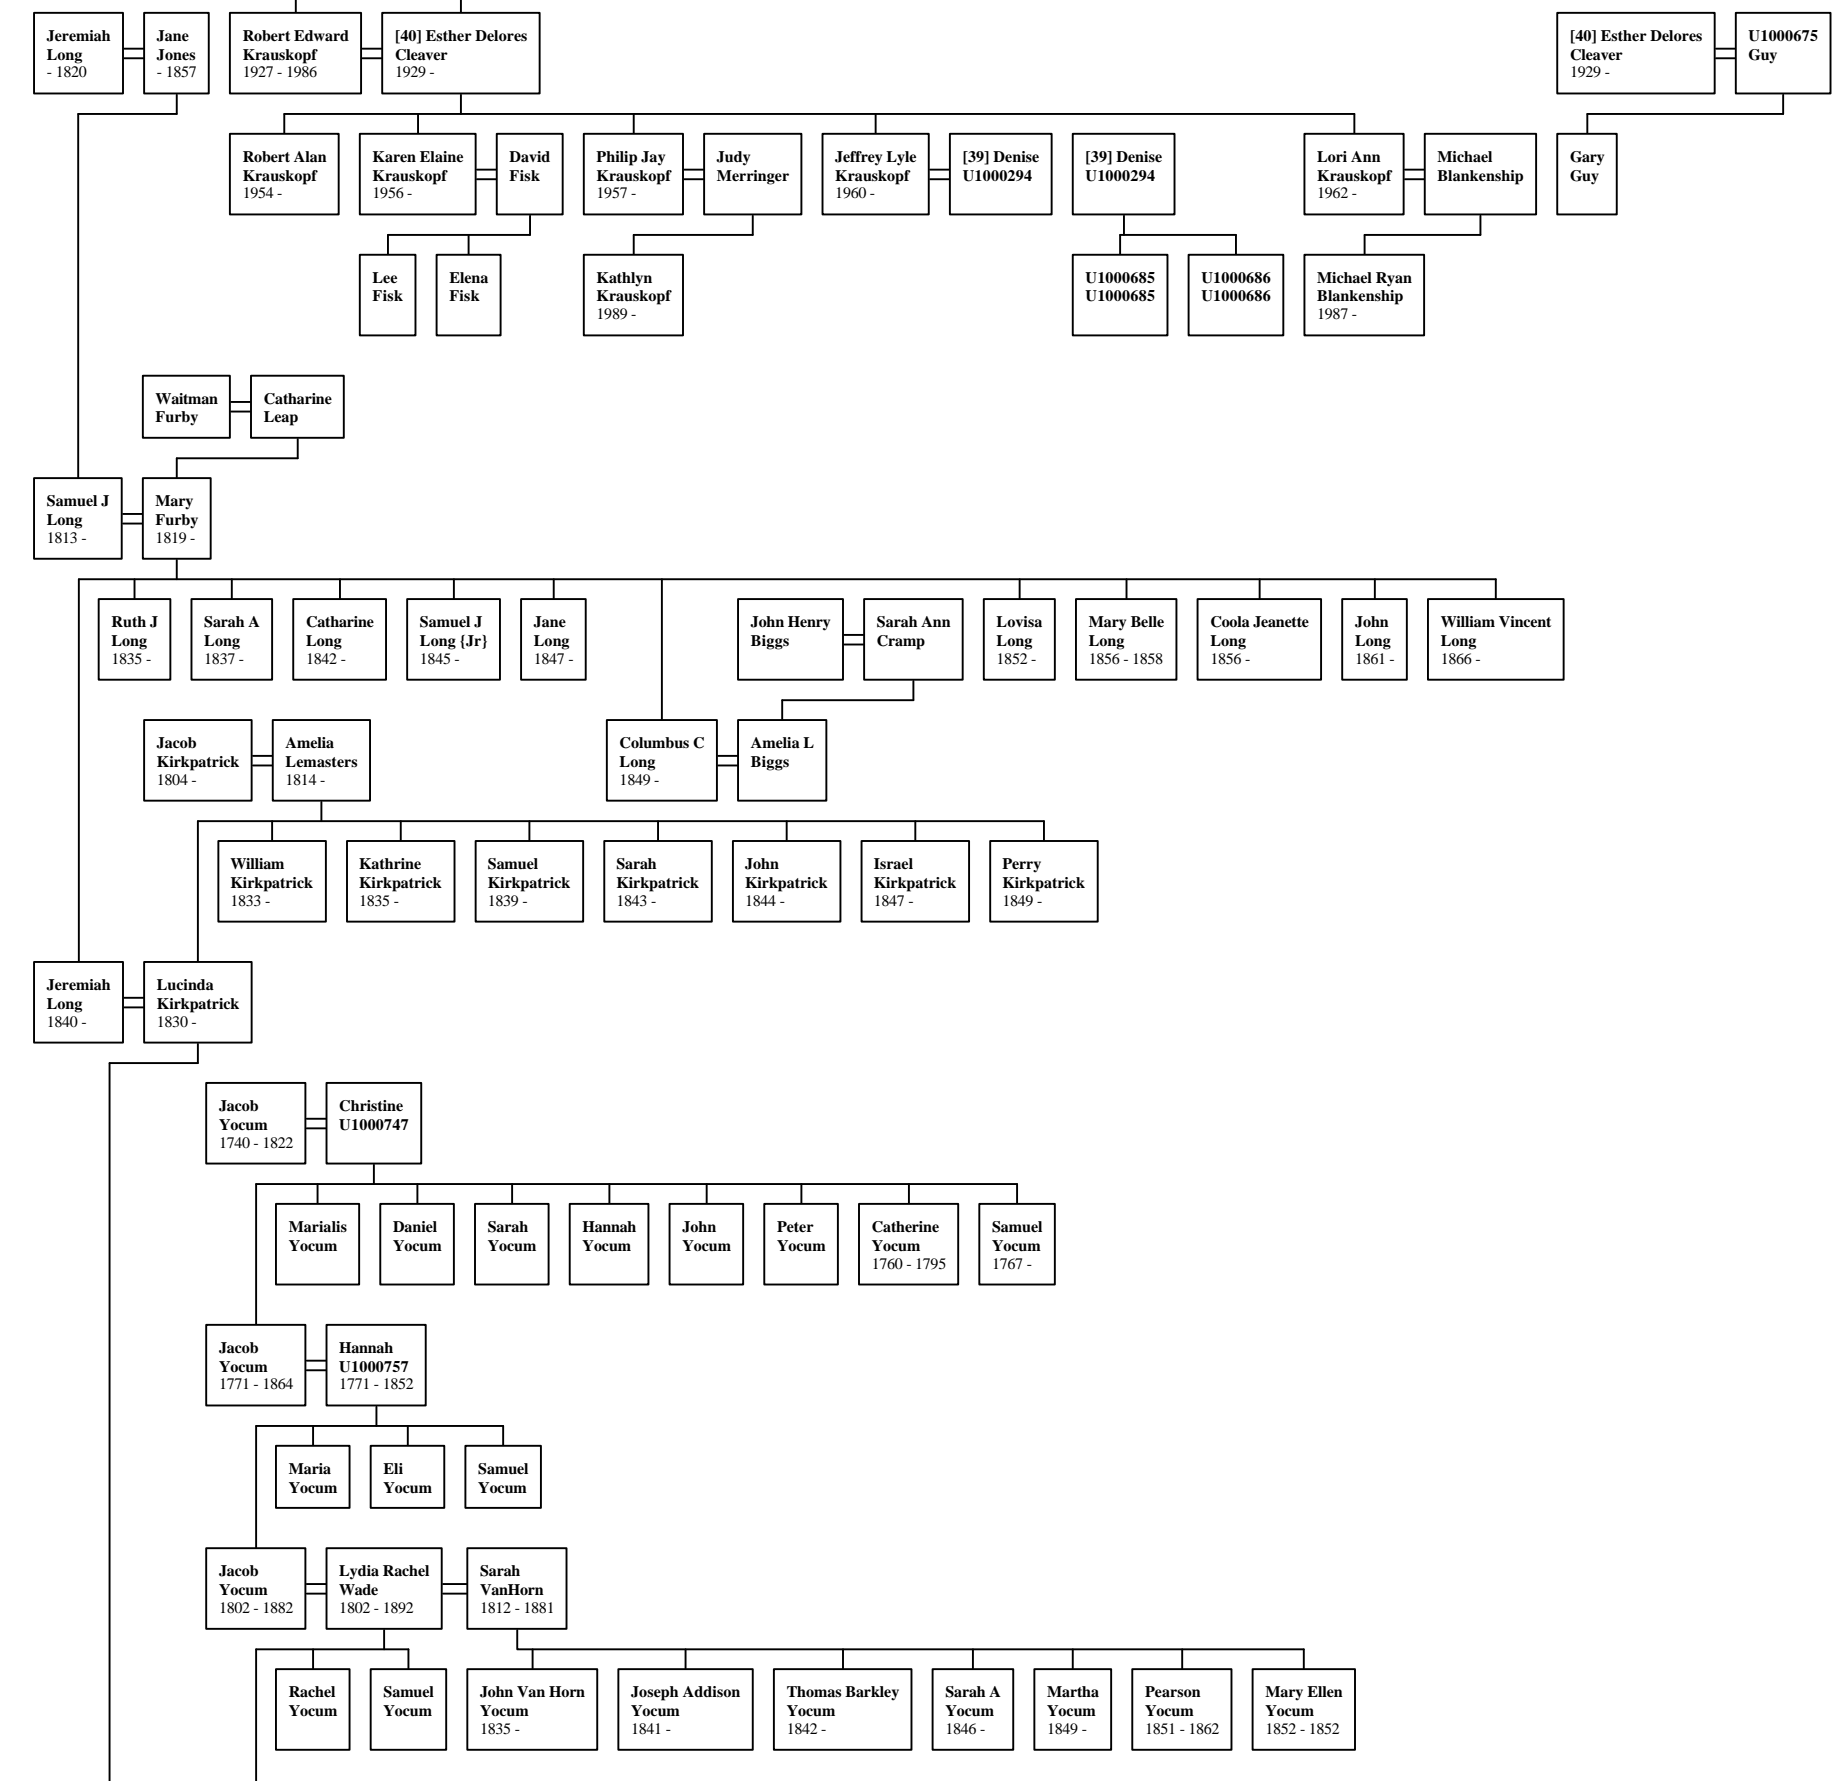 Jeremiah
Long
- 1820
Jane
Jones
- 1857
Robert Edward
Krauskopf
1927 - 1986
[40] Esther Delores
Cleaver
1929 -
[40] Esther Delores
Cleaver
1929 -
U1000675
Guy
Robert Alan
Krauskopf
1954 -
Karen Elaine
Krauskopf
1956 -
David
Fisk
Philip Jay
Krauskopf
1957 -
Judy
Merringer
Jeffrey Lyle
Krauskopf
1960 -
[39] Denise
U1000294
[39] Denise
U1000294
Lori Ann
Krauskopf
1962 -
Michael
Blankenship
Gary
Guy
Lee
Fisk
Elena
Fisk
Kathlyn
Krauskopf
1989 -
U1000685
U1000685
U1000686
U1000686
Michael Ryan
Blankenship
1987 -
Waitman
Furby
Catharine
Leap
Samuel J
Long
1813 -
Mary
Furby
1819 -
Ruth J
Long
1835 -
Sarah A
Long
1837 -
Catharine
Long
1842 -
Samuel J
Long {Jr}
1845 -
Jane
Long
1847 -
John Henry
Biggs
Sarah Ann
Cramp
Lovisa
Long
1852 -
Mary Belle
Long
1856 - 1858
Coola Jeanette
Long
1856 -
John
Long
1861 -
William Vincent
Long
1866 -
Jacob
Kirkpatrick
1804 -
Amelia
Lemasters
1814 -
Columbus C
Long
1849 -
Amelia L
Biggs
William
Kirkpatrick
1833 -
Kathrine
Kirkpatrick
1835 -
Samuel
Kirkpatrick
1839 -
Sarah
Kirkpatrick
1843 -
John
Kirkpatrick
1844 -
Israel
Kirkpatrick
1847 -
Perry
Kirkpatrick
1849 -
Jeremiah
Long
1840 -
Lucinda
Kirkpatrick
1830 -
Jacob
Yocum
1740 - 1822
Christine
U1000747
Marialis
Yocum
Daniel
Yocum
Sarah
Yocum
Hannah
Yocum
John
Yocum
Peter
Yocum
Catherine
Yocum
1760 - 1795
Samuel
Yocum
1767 -
Jacob
Yocum
1771 - 1864
Hannah
U1000757
1771 - 1852
Maria
Yocum
Eli
Yocum
Samuel
Yocum
Jacob
Yocum
1802 - 1882
Lydia Rachel
Wade
1802 - 1892
Sarah
VanHorn
1812 - 1881
Rachel
Yocum
Samuel
Yocum
John Van Horn
Yocum
1835 -
Joseph Addison
Yocum
1841 -
Thomas Barkley
Yocum
1842 -
Sarah A
Yocum
1846 -
Martha
Yocum
1849 -
Pearson
Yocum
1851 - 1862
Mary Ellen
Yocum
1852 - 1852